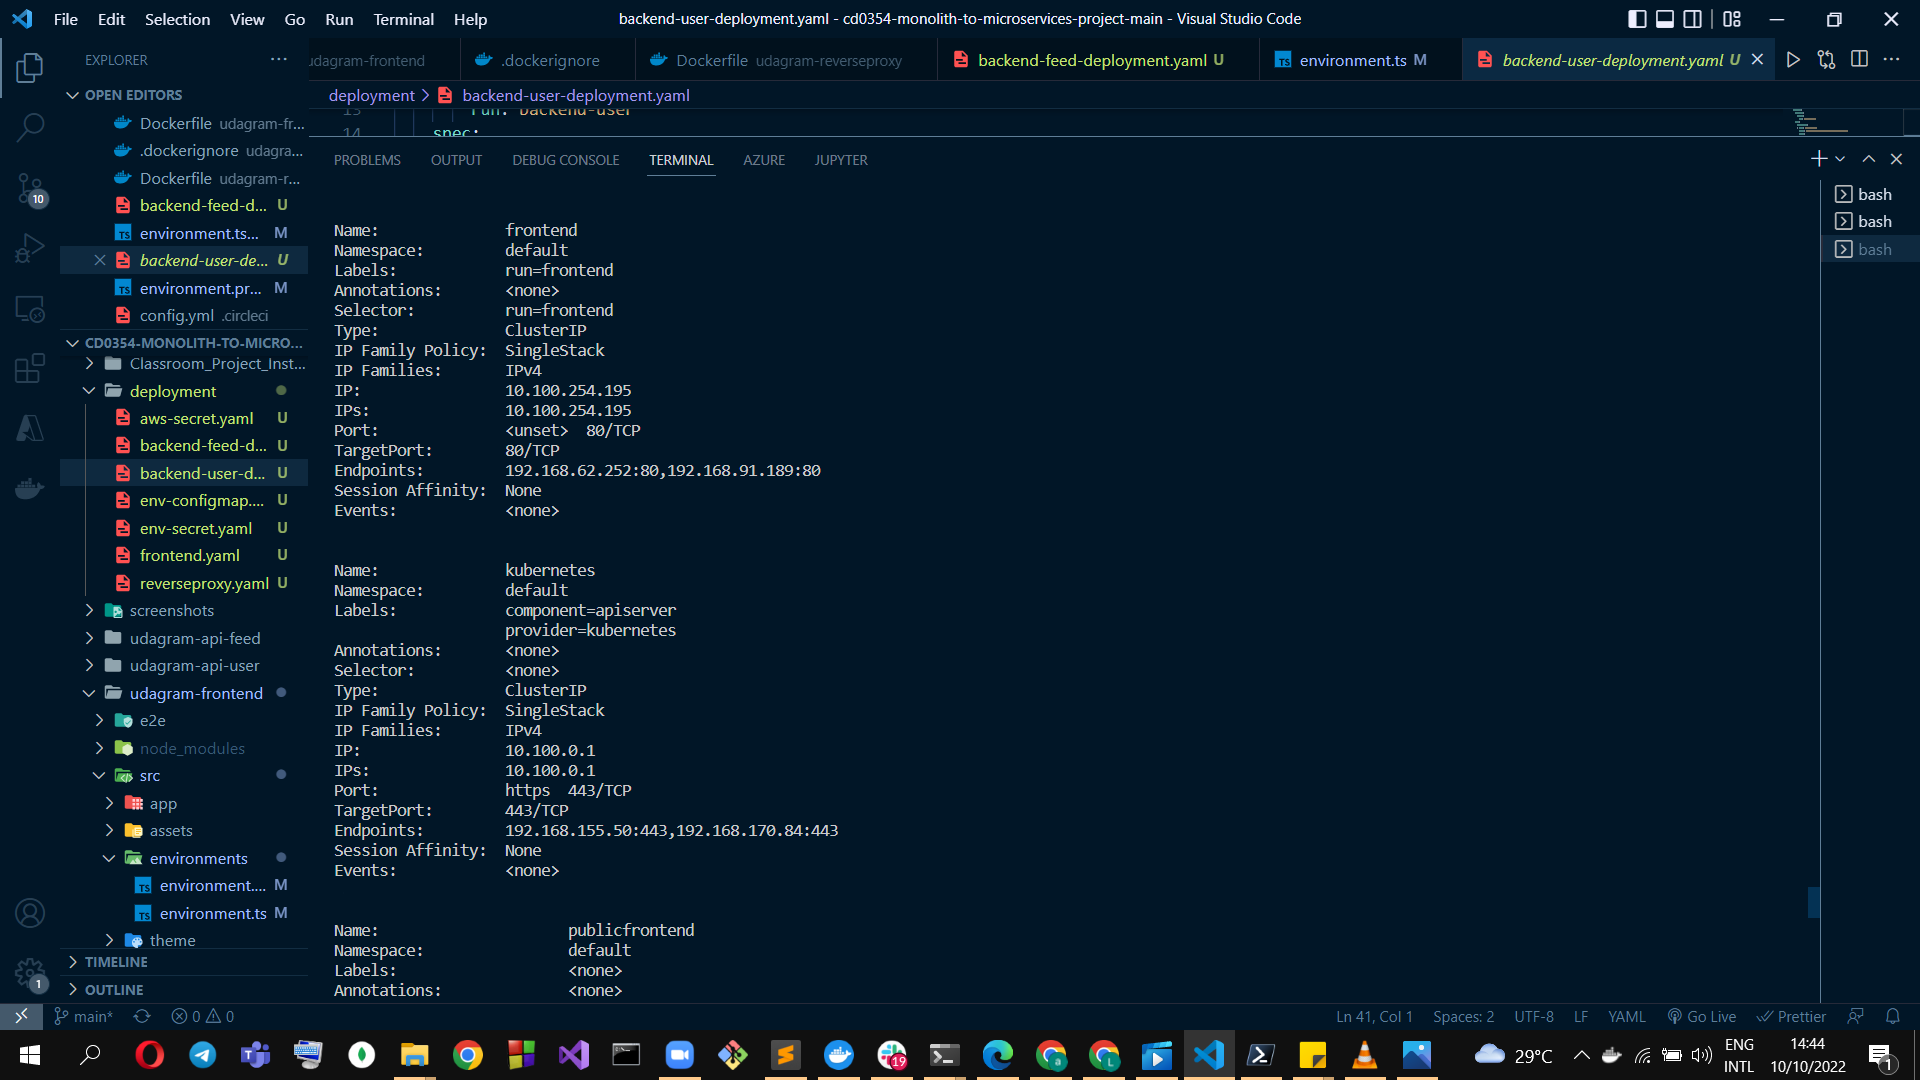 File Edit Selection View Go Run Terminal Help
backend-user-deployment.yaml - cd0354-monolith-to-microservices-project-main - Visual Studio Code
EXPLORER
udagram-frontend
.dockerignore
Dockerfile udagram-reverseproxy
backend-feed-deployment.yaml U
environment.ts M
backend-user-deployment.yaml U
OPEN EDITORS
Dockerfile udagram-fr...
.dockerignore udagra...
Dockerfile udagram-r...
backend-feed-d... U
environment.ts... M
backend-user-de... U
environment.pr... M
config.yml .circleci
CD0354-MONOLITH-TO-MICRO...
Classroom_Project_Inst...
deployment
aws-secret.yaml U
backend-feed-d... U
backend-user-d... U
env-configmap.... U
env-secret.yaml U
frontend.yaml U
reverseproxy.yaml U
screenshots
udagram-api-feed
udagram-api-user
udagram-frontend
e2e
node_modules
src
app
assets
environments
environment.... M
environment.ts M
theme
TIMELINE
OUTLINE
10
1
deployment > backend-user-deployment.yaml
13 run: backend-user
14 spec:
PROBLEMS OUTPUT DEBUG CONSOLE TERMINAL AZURE JUPYTER
bash
bash
bash
Name: frontend
Namespace: default
Labels: run=frontend
Annotations: <none>
Selector: run=frontend
Type: ClusterIP
IP Family Policy: SingleStack
IP Families: IPv4
IP: 10.100.254.195
IPs: 10.100.254.195
Port: <unset> 80/TCP
TargetPort: 80/TCP
Endpoints: 192.168.62.252:80,192.168.91.189:80
Session Affinity: None
Events: <none>
Name: kubernetes
Namespace: default
Labels: component=apiserver
provider=kubernetes
Annotations: <none>
Selector: <none>
Type: ClusterIP
IP Family Policy: SingleStack
IP Families: IPv4
IP: 10.100.0.1
IPs: 10.100.0.1
Port: https 443/TCP
TargetPort: 443/TCP
Endpoints: 192.168.155.50:443,192.168.170.84:443
Session Affinity: None
Events: <none>
Name: publicfrontend
Namespace: default
Labels: <none>
Annotations: <none>
main* 0 0
Ln 41, Col 1 Spaces: 2 UTF-8 LF YAML Go Live Prettier
19
29°C
ENG
INTL
14:44
10/10/2022
1